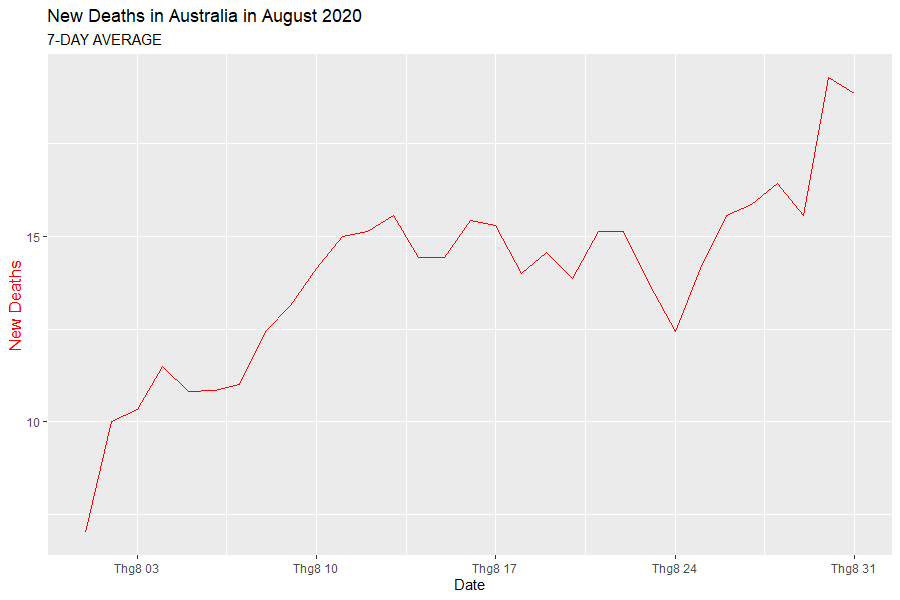 New Deaths in Australia in August 2020
7-DAY AVERAGE
New Deaths
15
10
Thg8 03
Thg8 10
Thg8 17
Thg8 24
Thg8 31
Date